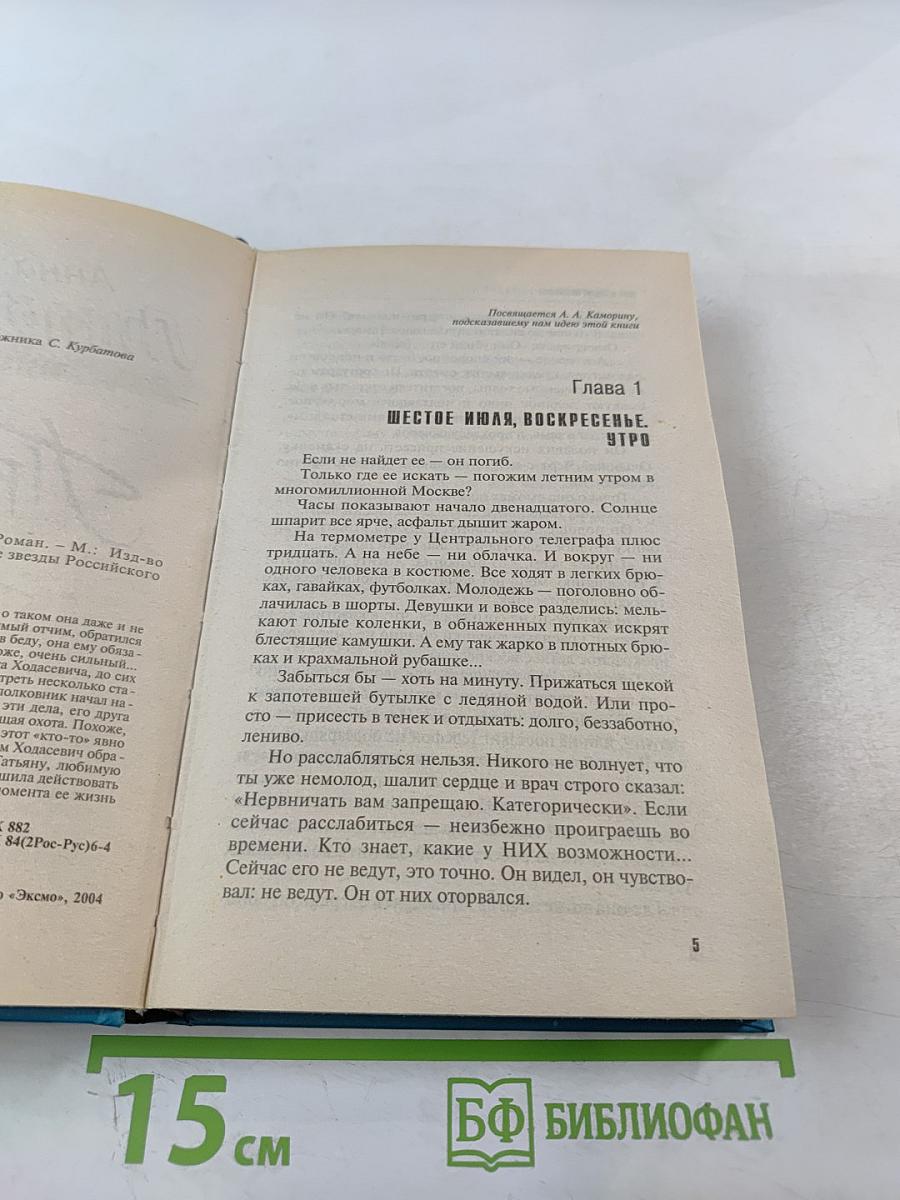 жника С. Курбатова
Роман. – М.: Изд-во
е звезды Российского
о таком она даже и не
мый отчим, обратился
в беду, она ему обяза-
оже, очень сильный...
а Ходасевича, до сих
треть несколько ста-
полковник начал на-
эти дела, его друга
щая охота. Похоже,
этот «кто-то» явно
м Ходасевич обра-
Татьяну, любимую
шила действовать
омента ее жизнь
К 882
84(2Рос-Рус)6-4
о «Эксмо», 2004
Посвящается А. А. Каморину,
подсказавшему нам идею этой книги
Глава 1
ШЕСТОЕ ИЮЛЯ, ВОСКРЕСЕНЬЕ.
УТРО
Если не найдет ее — он погиб.
Только где ее искать — погожим летним утром в
многомиллионной Москве?
Часы показывают начало двенадцатого. Солнце
шпарит все ярче, асфальт дышит жаром.
На термометре у Центрального телеграфа плюс
тридцать. А на небе — ни облачка. И вокруг — ни
одного человека в костюме. Все ходят в легких брю-
ках, гавайках, футболках. Молодежь — поголовно об-
лачилась в шорты. Девушки и вовсе разделись: мель-
кают голые коленки, в обнаженных пупках искрят
блестящие камушки. А ему так жарко в плотных брю-
ках и крахмальной рубашке...
Забыться бы — хоть на минуту. Прижаться щекой
к запотевшей бутылке с ледяной водой. Или про-
сто — присесть в тенек и отдыхать: долго, беззаботно,
лениво.
Но расслабляться нельзя. Никого не волнует, что
ты уже немолод, шалит сердце и врач строго сказал:
«Нервничать вам запрещаю. Категорически». Если
сейчас расслабиться — неизбежно проиграешь во
времени. Кто знает, какие у НИХ возможности...
Сейчас его не ведут, это точно. Он видел, он чувство-
вал: не ведут. Он от них оторвался.
5
15 см
БФ БИБЛИОФАН